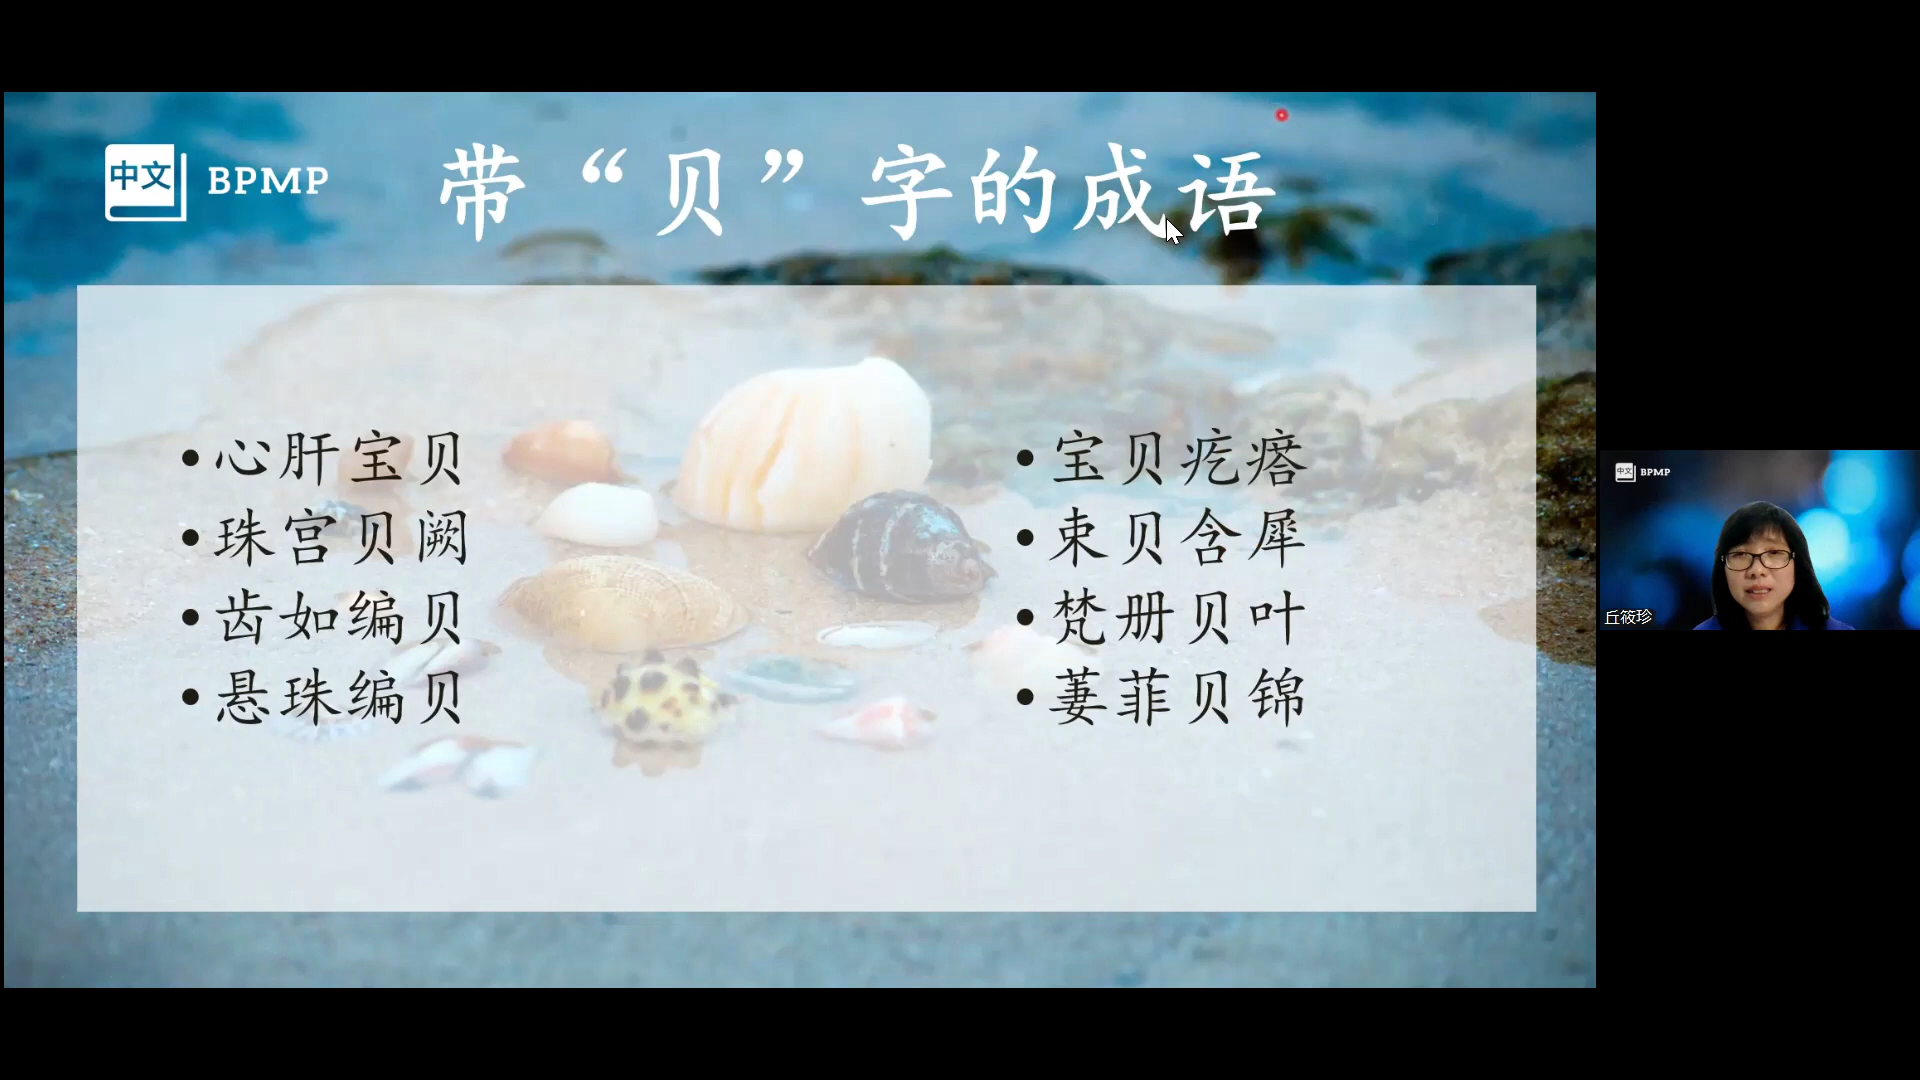 中文 BPMP
带“贝”字的成语
• 心肝宝贝
• 珠宫贝阙
• 齿如编贝
• 悬珠编贝
• 宝贝疙瘩
• 束贝含犀
• 梵册贝叶
• 萋菲贝锦
中文 BPMP
丘筱珍